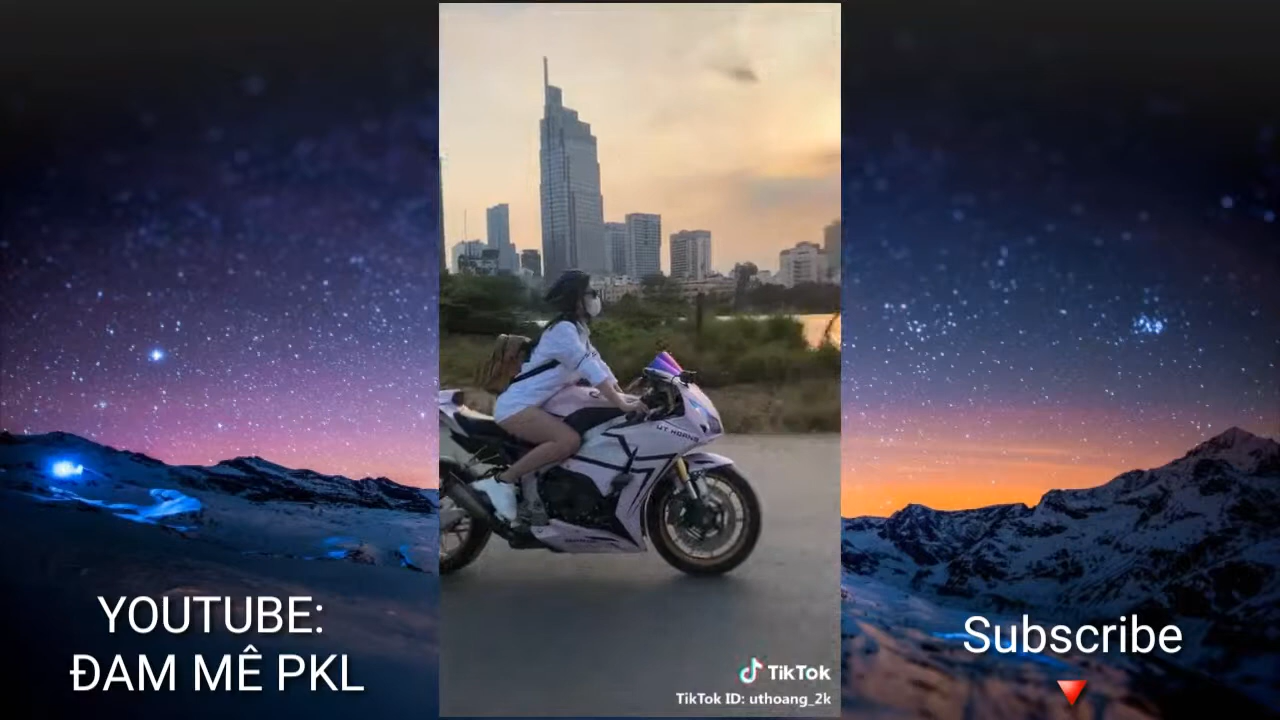 YOUTUBE:
ĐAM MÊ PKL
UT HOANG
TikTok
TikTok ID: uthoang_2k
Subscribe